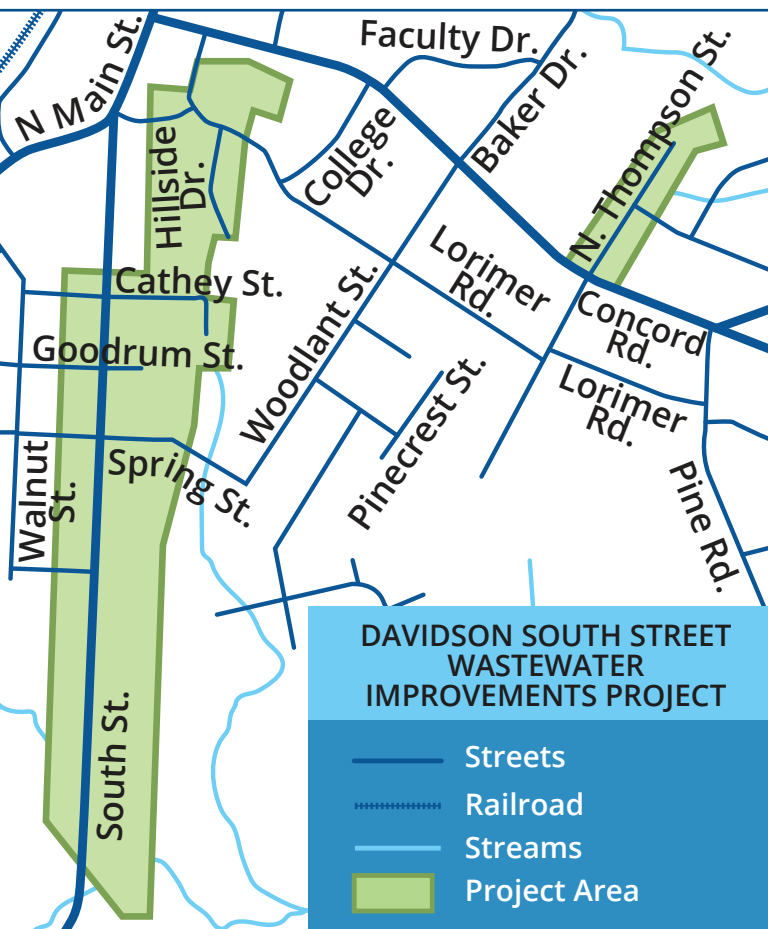 Faculty Dr.
N Main St.
Baker Dr.
N. Thompson St.
College
Dr.
Hillside
Dr.
Lorimer
Rd.
Cathey St.
Concord
Rd.
Goodrum St.
Woodlant St.
Lorimer
Rd.
Pinecrest St.
Spring St.
Walnut
St.
Pine Rd.
South St.
DAVIDSON SOUTH STREET
WASTEWATER
IMPROVEMENTS PROJECT
Streets
Railroad
Streams
Project Area